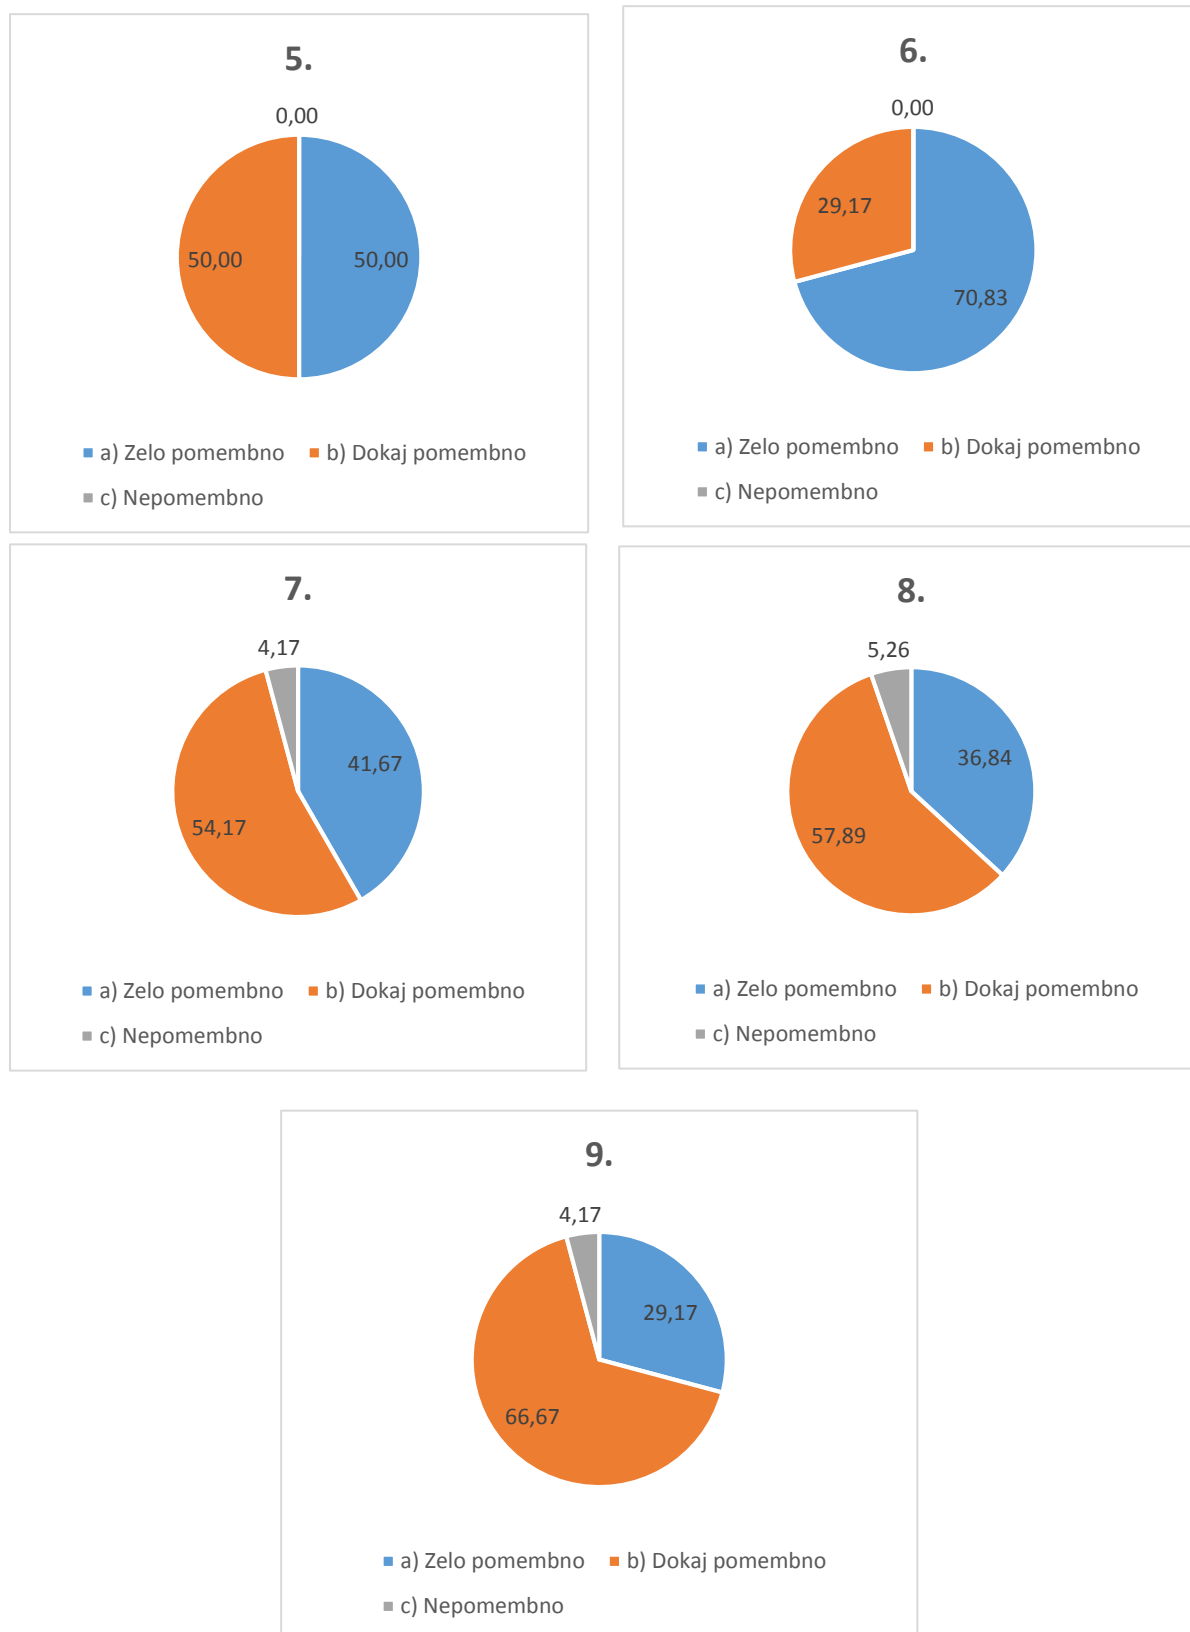 5.
0,00
50,00 50,00
a) Zelo pomembno b) Dokaj pomembno
c) Nepomembno
6.
0,00
29,17
70,83
a) Zelo pomembno b) Dokaj pomembno
c) Nepomembno
7.
4,17
41,67
54,17
a) Zelo pomembno b) Dokaj pomembno
c) Nepomembno
8.
5,26
36,84
57,89
a) Zelo pomembno b) Dokaj pomembno
c) Nepomembno
9.
4,17
29,17
66,67
a) Zelo pomembno b) Dokaj pomembno
c) Nepomembno